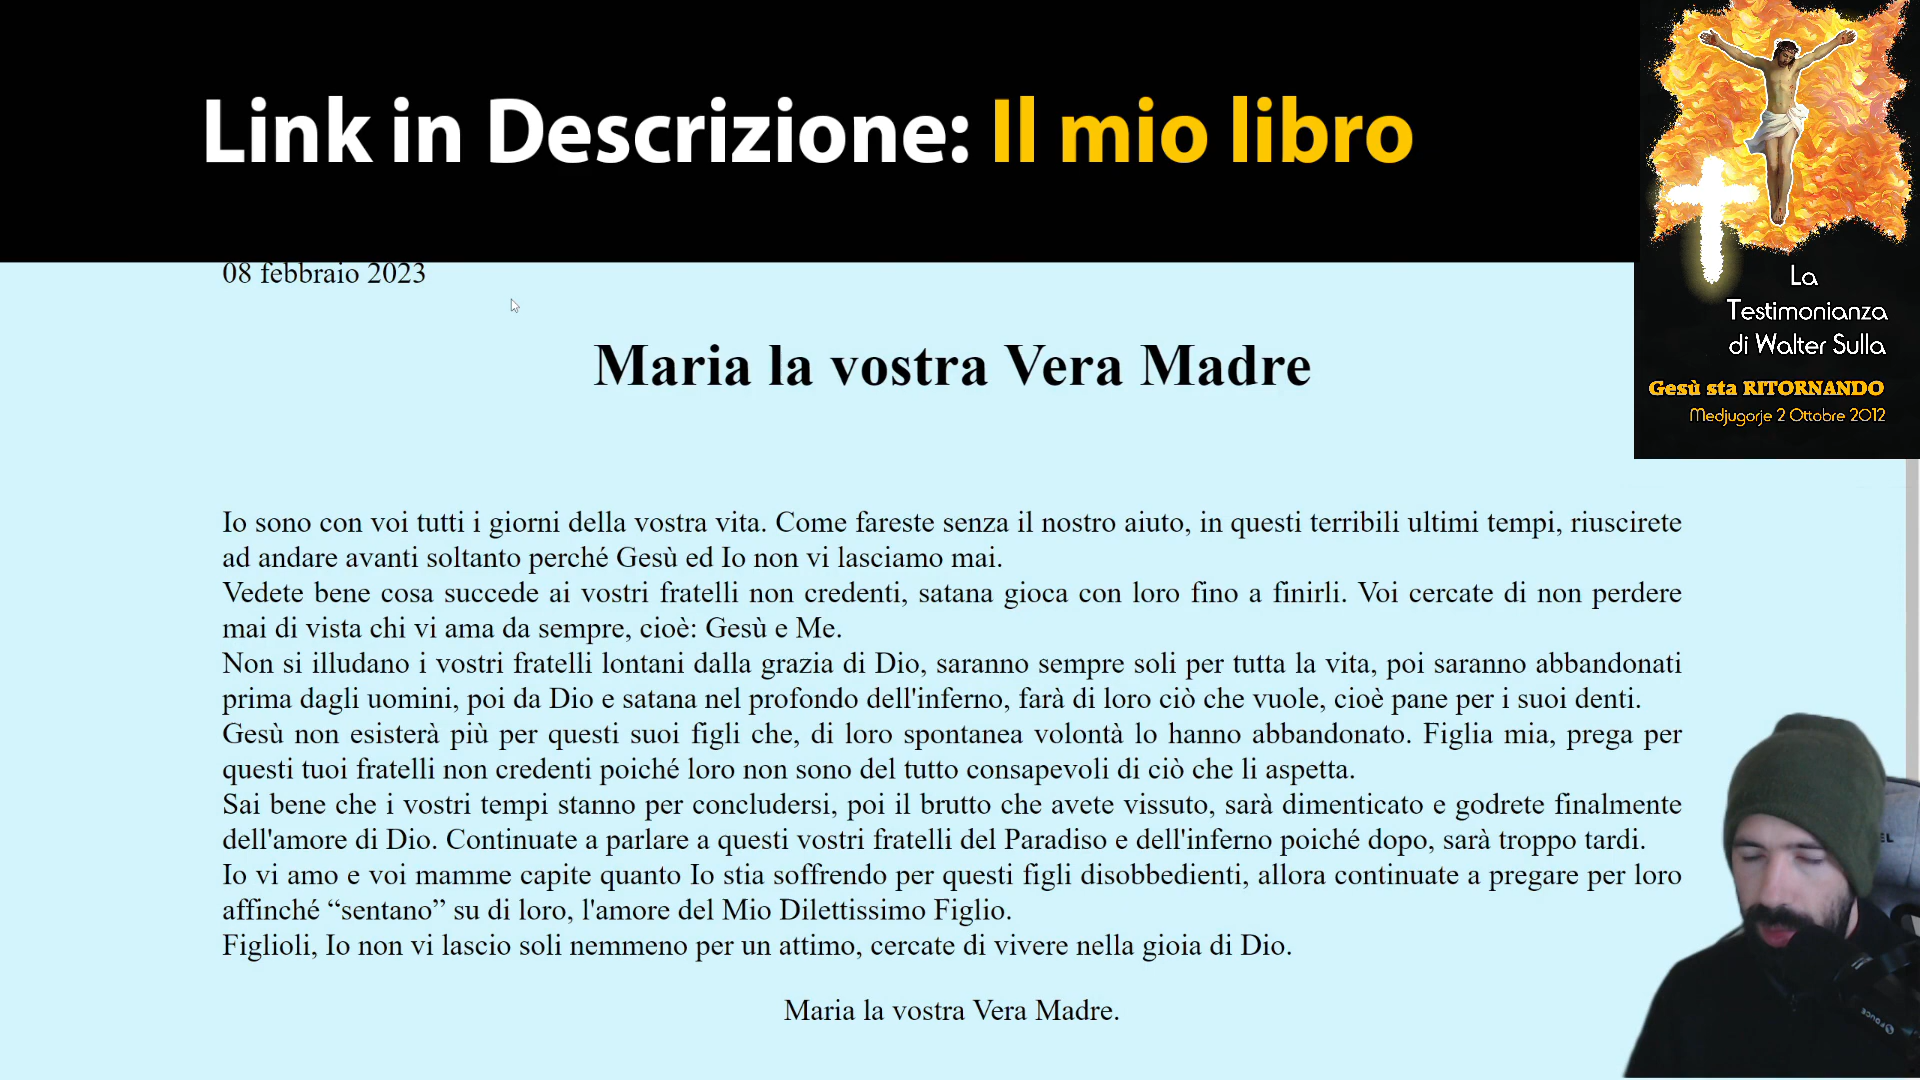 Link in Descrizione: Il mio libro
La
Testimonianza
di Walter Sulla
Gesù sta RITORNANDO
Medjugorje 2 Ottobre 2012
08 febbraio 2023
Maria la vostra Vera Madre
Io sono con voi tutti i giorni della vostra vita. Come fareste senza il nostro aiuto, in questi terribili ultimi tempi, riuscirete
ad andare avanti soltanto perché Gesù ed Io non vi lasciamo mai.
Vedete bene cosa succede ai vostri fratelli non credenti, satana gioca con loro fino a finirli. Voi cercate di non perdere
mai di vista chi vi ama da sempre, cioè: Gesù e Me.
Non si illudano i vostri fratelli lontani dalla grazia di Dio, saranno sempre soli per tutta la vita, poi saranno abbandonati
prima dagli uomini, poi da Dio e satana nel profondo dell'inferno, farà di loro ciò che vuole, cioè pane per i suoi denti.
Gesù non esisterà più per questi suoi figli che, di loro spontanea volontà lo hanno abbandonato. Figlia mia, prega per
questi tuoi fratelli non credenti poiché loro non sono del tutto consapevoli di ciò che li aspetta.
Sai bene che i vostri tempi stanno per concludersi, poi il brutto che avete vissuto, sarà dimenticato e godrete finalmente
dell'amore di Dio. Continuate a parlare a questi vostri fratelli del Paradiso e dell'inferno poiché dopo, sarà troppo tardi.
Io vi amo e voi mamme capite quanto Io stia soffrendo per questi figli disobbedienti, allora continuate a pregare per loro
affinché “sentano” su di loro, l'amore del Mio Dilettissimo Figlio.
Figlioli, Io non vi lascio soli nemmeno per un attimo, cercate di vivere nella gioia di Dio.
Maria la vostra Vera Madre.